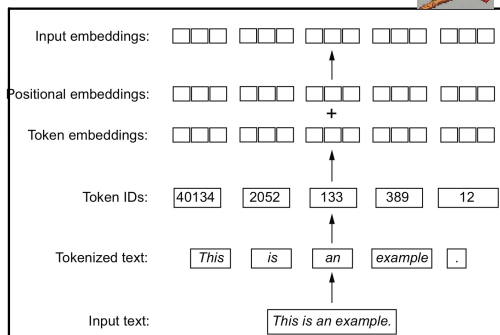 Input embeddings:
Positional embeddings:
+
Token embeddings:
Token IDs: 40134 2052 133 389 12
Tokenized text: This is an example .
Input text: This is an example.